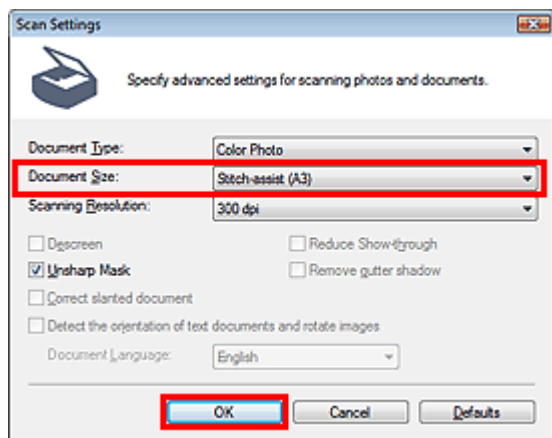 Scan Settings
Specify advanced settings for scanning photos and documents.
Document Type: Color Photo
Document Size: Stitch-assist (A3)
Scanning Resolution: 300 dpi
Descreen Reduce Show-through
Unsharp Mask Remove gutter shadow
Correct slanted document
Detect the orientation of text documents and rotate images
Document Language: English
OK Cancel Defaults